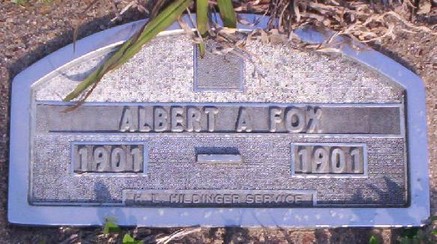 ALBERT A FOX
1901 — 1901
HILDINGER SERVICE